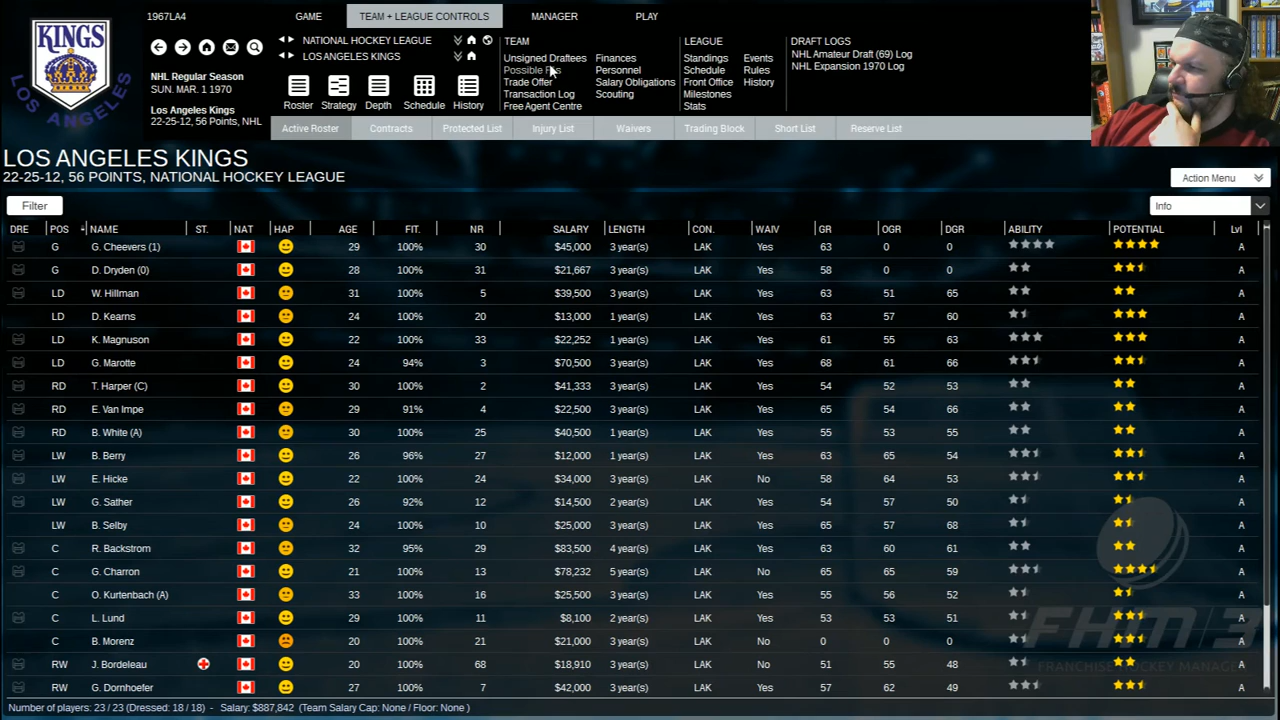 KINGS
LOS ANGELES
1967LA4
GAME TEAM + LEAGUE CONTROLS MANAGER PLAY
NATIONAL HOCKEY LEAGUE
LOS ANGELES KINGS
NHL Regular Season
SUN. MAR. 1 1970
Los Angeles Kings
22-25-12, 56 Points, NHL
Roster Strategy Depth Schedule History
TEAM
Unsigned Draftees Finances
Possible Personnel
Trade Offer Salary Obligations
Transaction Log Scouting
Free Agent Centre
LEAGUE
Standings Events
Schedule Rules
Front Office History
Milestones
Stats
DRAFT LOGS
NHL Amateur Draft (69) Log
NHL Expansion 1970 Log
Active Roster Contracts Protected List Injury List Waivers Trading Block Short List Reserve List
LOS ANGELES KINGS
22-25-12, 56 POINTS, NATIONAL HOCKEY LEAGUE
Action Menu
Filter
Info
DRE POS NAME ST. NAT HAP AGE FIT. NR SALARY LENGTH CON. WAIV GR OGR DGR ABILITY POTENTIAL Lvl
G G. Cheevers (1) 29 100% 30 $45,000 3 year(s) LAK Yes 63 0 0 A
G D. Dryden (0) 28 100% 31 $21,667 3 year(s) LAK Yes 58 0 0 A
LD W. Hillman 31 100% 5 $39,500 3 year(s) LAK Yes 63 51 65 A
LD D. Kearns 24 100% 20 $13,000 1 year(s) LAK Yes 63 57 60 A
LD K. Magnuson 22 100% 33 $22,252 1 year(s) LAK Yes 61 55 63 A
LD G. Marotte 24 94% 3 $70,500 3 year(s) LAK Yes 68 61 66 A
RD T. Harper (C) 30 100% 2 $41,333 3 year(s) LAK Yes 54 52 53 A
RD E. Van Impe 29 91% 4 $22,500 3 year(s) LAK Yes 65 54 66 A
RD B. White (A) 30 100% 25 $40,500 1 year(s) LAK Yes 55 53 55 A
LW B. Berry 26 96% 27 $12,000 1 year(s) LAK Yes 63 65 54 A
LW E. Hicke 22 100% 24 $34,000 3 year(s) LAK No 58 64 53 A
LW G. Sather 26 92% 12 $14,500 2 year(s) LAK Yes 54 57 50 A
LW B. Selby 24 100% 10 $25,000 3 year(s) LAK Yes 65 57 68 A
C R. Backstrom 32 95% 29 $83,500 4 year(s) LAK Yes 63 60 61 A
C G. Charron 21 100% 13 $78,232 5 year(s) LAK No 65 65 59 A
C O. Kurtenbach (A) 33 100% 16 $25,500 3 year(s) LAK Yes 55 56 52 A
C L. Lund 29 100% 11 $8,100 2 year(s) LAK Yes 53 53 51 A
C B. Morenz 20 100% 21 $21,000 3 year(s) LAK No 0 0 0 A
RW J. Bordeleau 20 100% 68 $18,910 3 year(s) LAK No 51 55 48 A
RW G. Dornhoefer 27 100% 7 $42,000 3 year(s) LAK Yes 57 62 49 A
FHM 3
FRANCHISE HOCKEY MANAGER
Number of players: 23 / 23 (Dressed: 18 / 18) - Salary: $887,842 (Team Salary Cap: None / Floor: None )